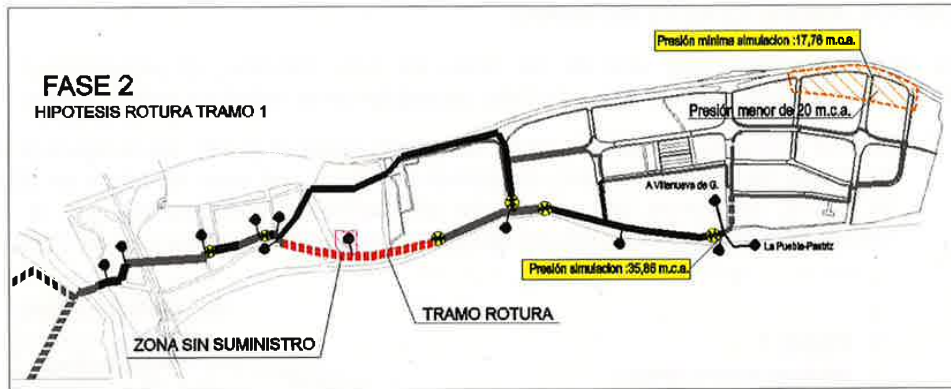 Presión minima simulacion :17,76 m.c.a.
FASE 2
HIPOTESIS ROTURA TRAMO 1
Presión menor de 20 m.c.a.
A Villanueva de G.
La Puebla-Pastriz
Presión simulacion :35,86 m.c.a.
TRAMO ROTURA
ZONA SIN SUMINISTRO